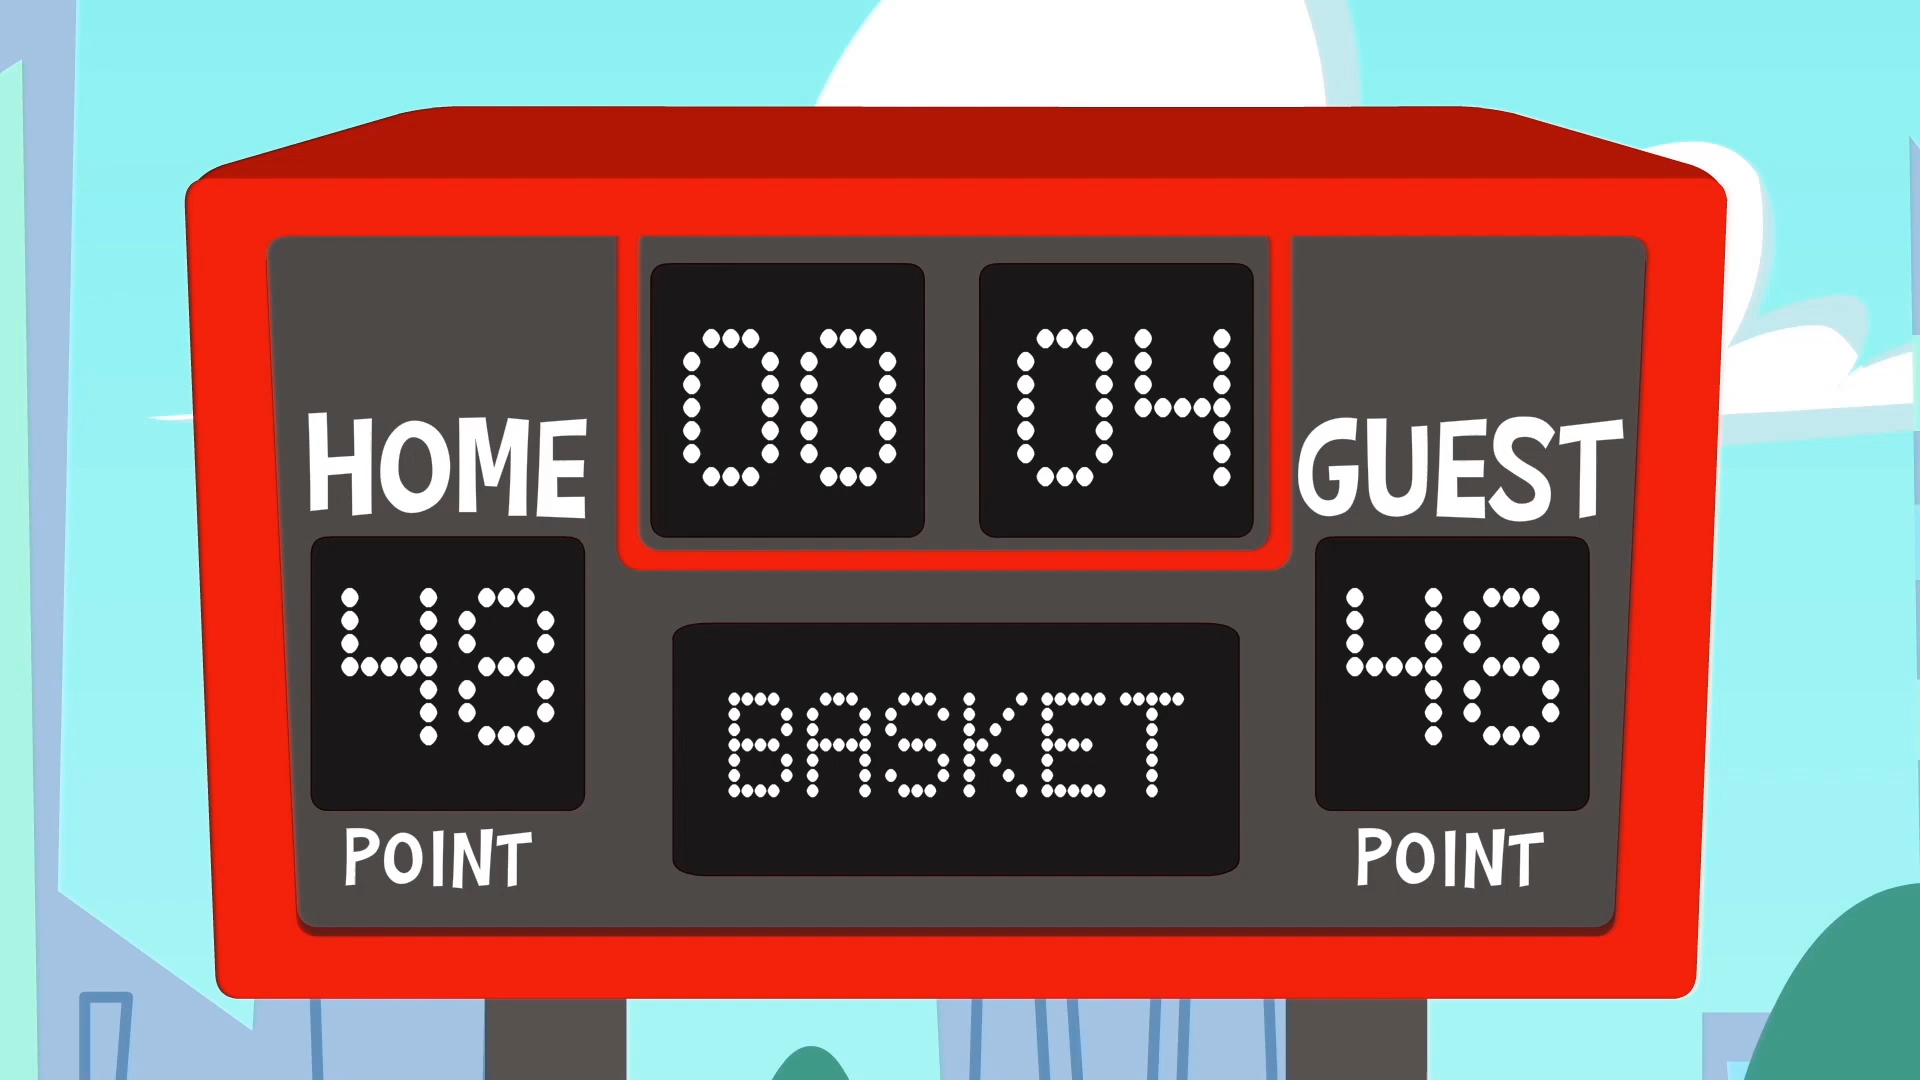 00 04
HOME GUEST
48 48
BASKET
POINT POINT